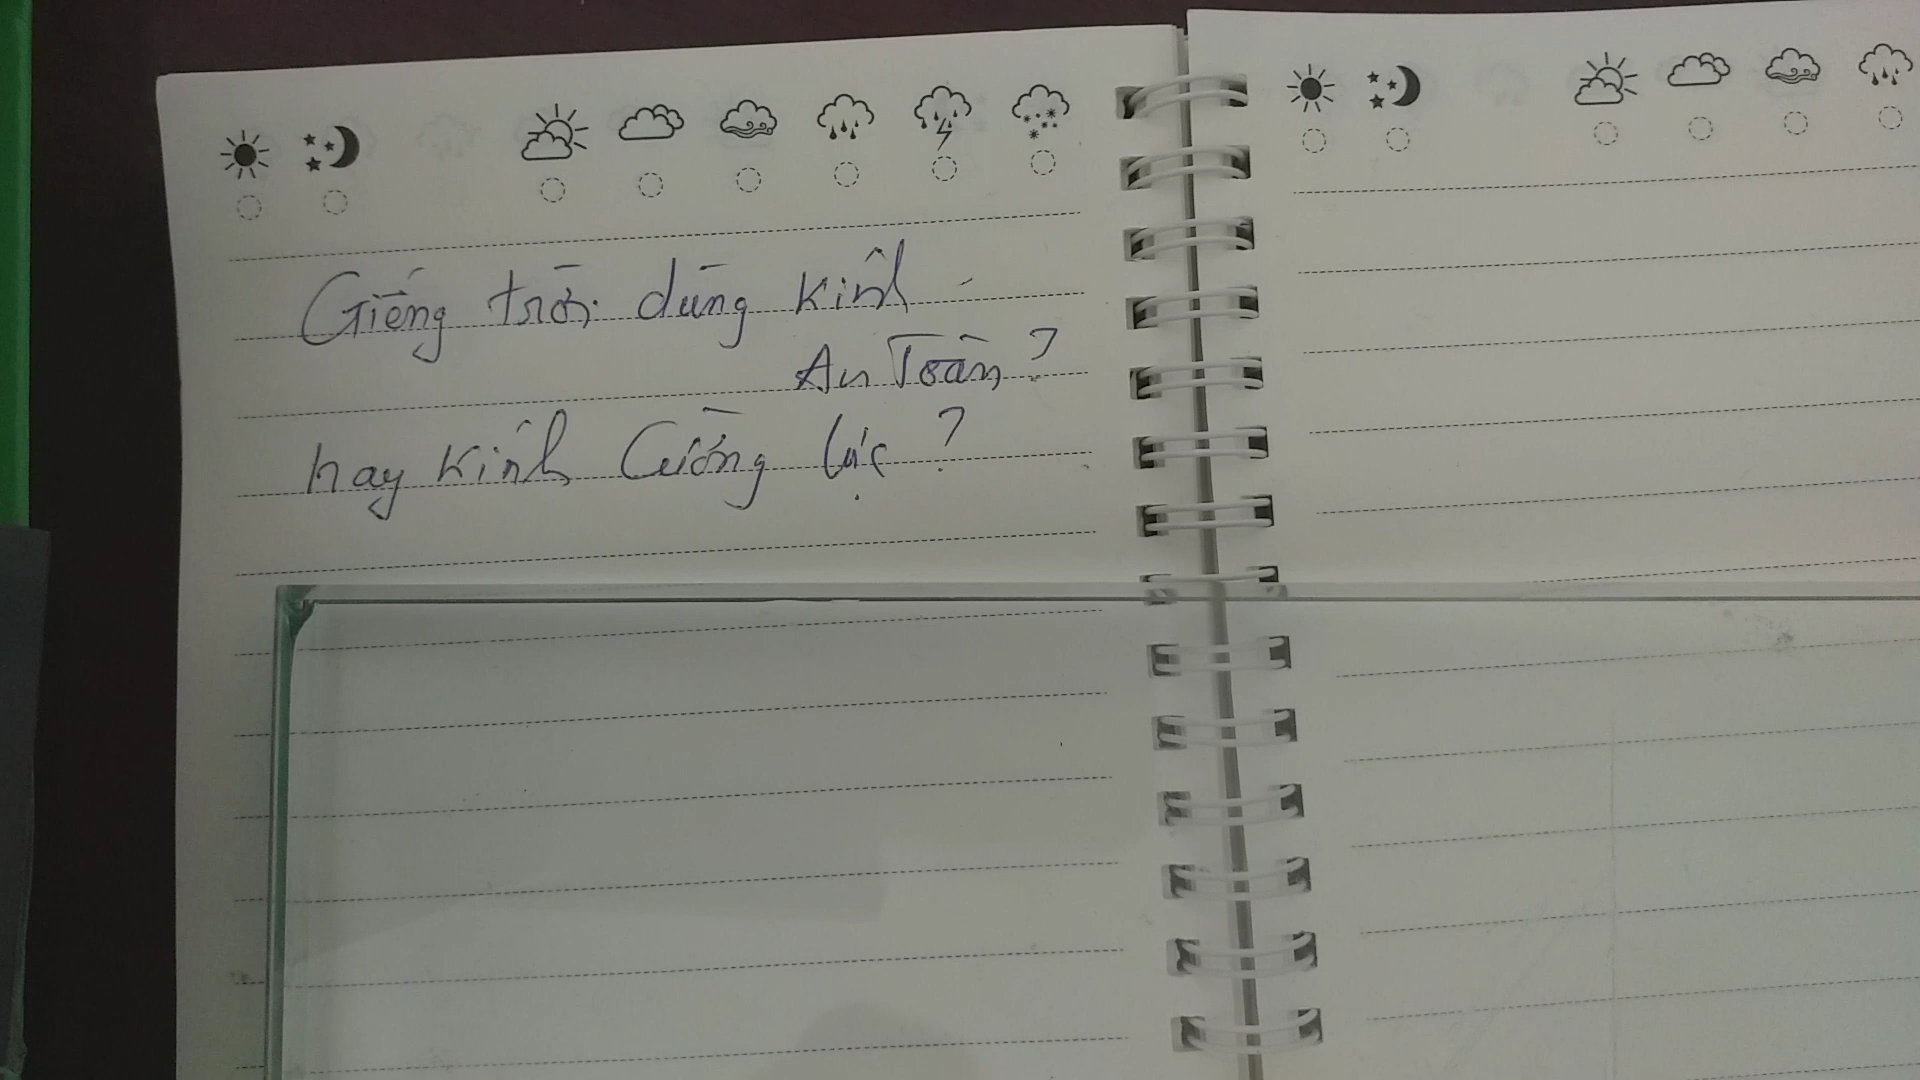 Giếng trời dùng kính
An Toàn?
hay kính Cường lực?